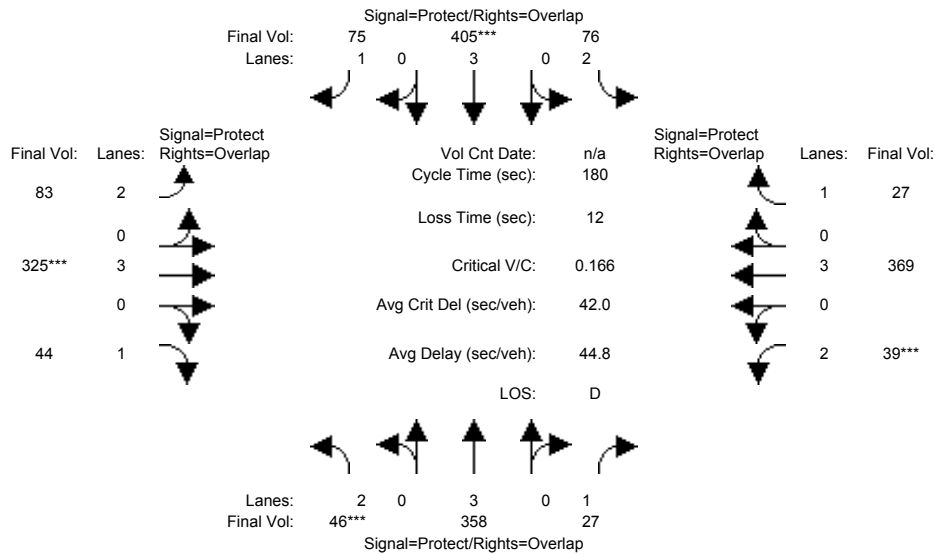 Signal=Protect/Rights=Overlap
Final Vol: 75 405*** 76
Lanes: 1 0 3 0 2
Signal=Protect
Final Vol: Lanes: Rights=Overlap
Vol Cnt Date: n/a
Signal=Protect
Rights=Overlap Lanes: Final Vol:
Cycle Time (sec): 180
83 2
1 27
Loss Time (sec): 12
0
0
325*** 3
Critical V/C: 0.166
3 369
0
Avg Crit Del (sec/veh): 42.0
0
44 1
Avg Delay (sec/veh): 44.8
2 39***
LOS: D
Lanes: 2 0 3 0 1
Final Vol: 46*** 358 27
Signal=Protect/Rights=Overlap